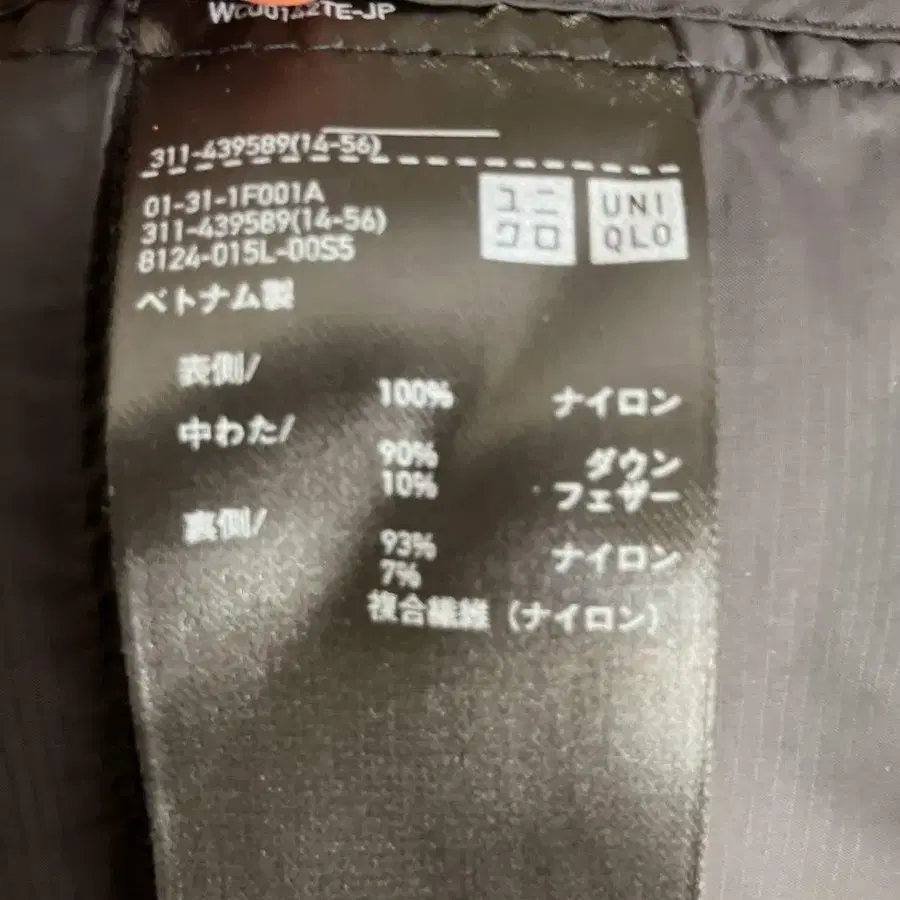 311-439589(14-56)
01-31-1F001A
311-439589(14-56)
8124-015L-00S5
ユニ
クロ
UNI
QLO
ベトナム製
表側/
100% ナイロン
中わた/
90% ダウン
10% フェザー
裏側/
93% ナイロン
7%
複合繊維 (ナイロン)